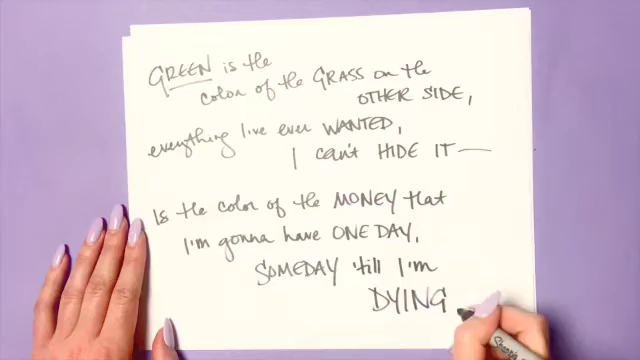 GREEN is the
color of the GRASS on the
OTHER SIDE,
everything I've ever WANTED,
I can't HIDE IT—
Is the color of the MONEY that
I'm gonna have ONE DAY,
SOMEDAY 'till I'm
DYING
Sharpie